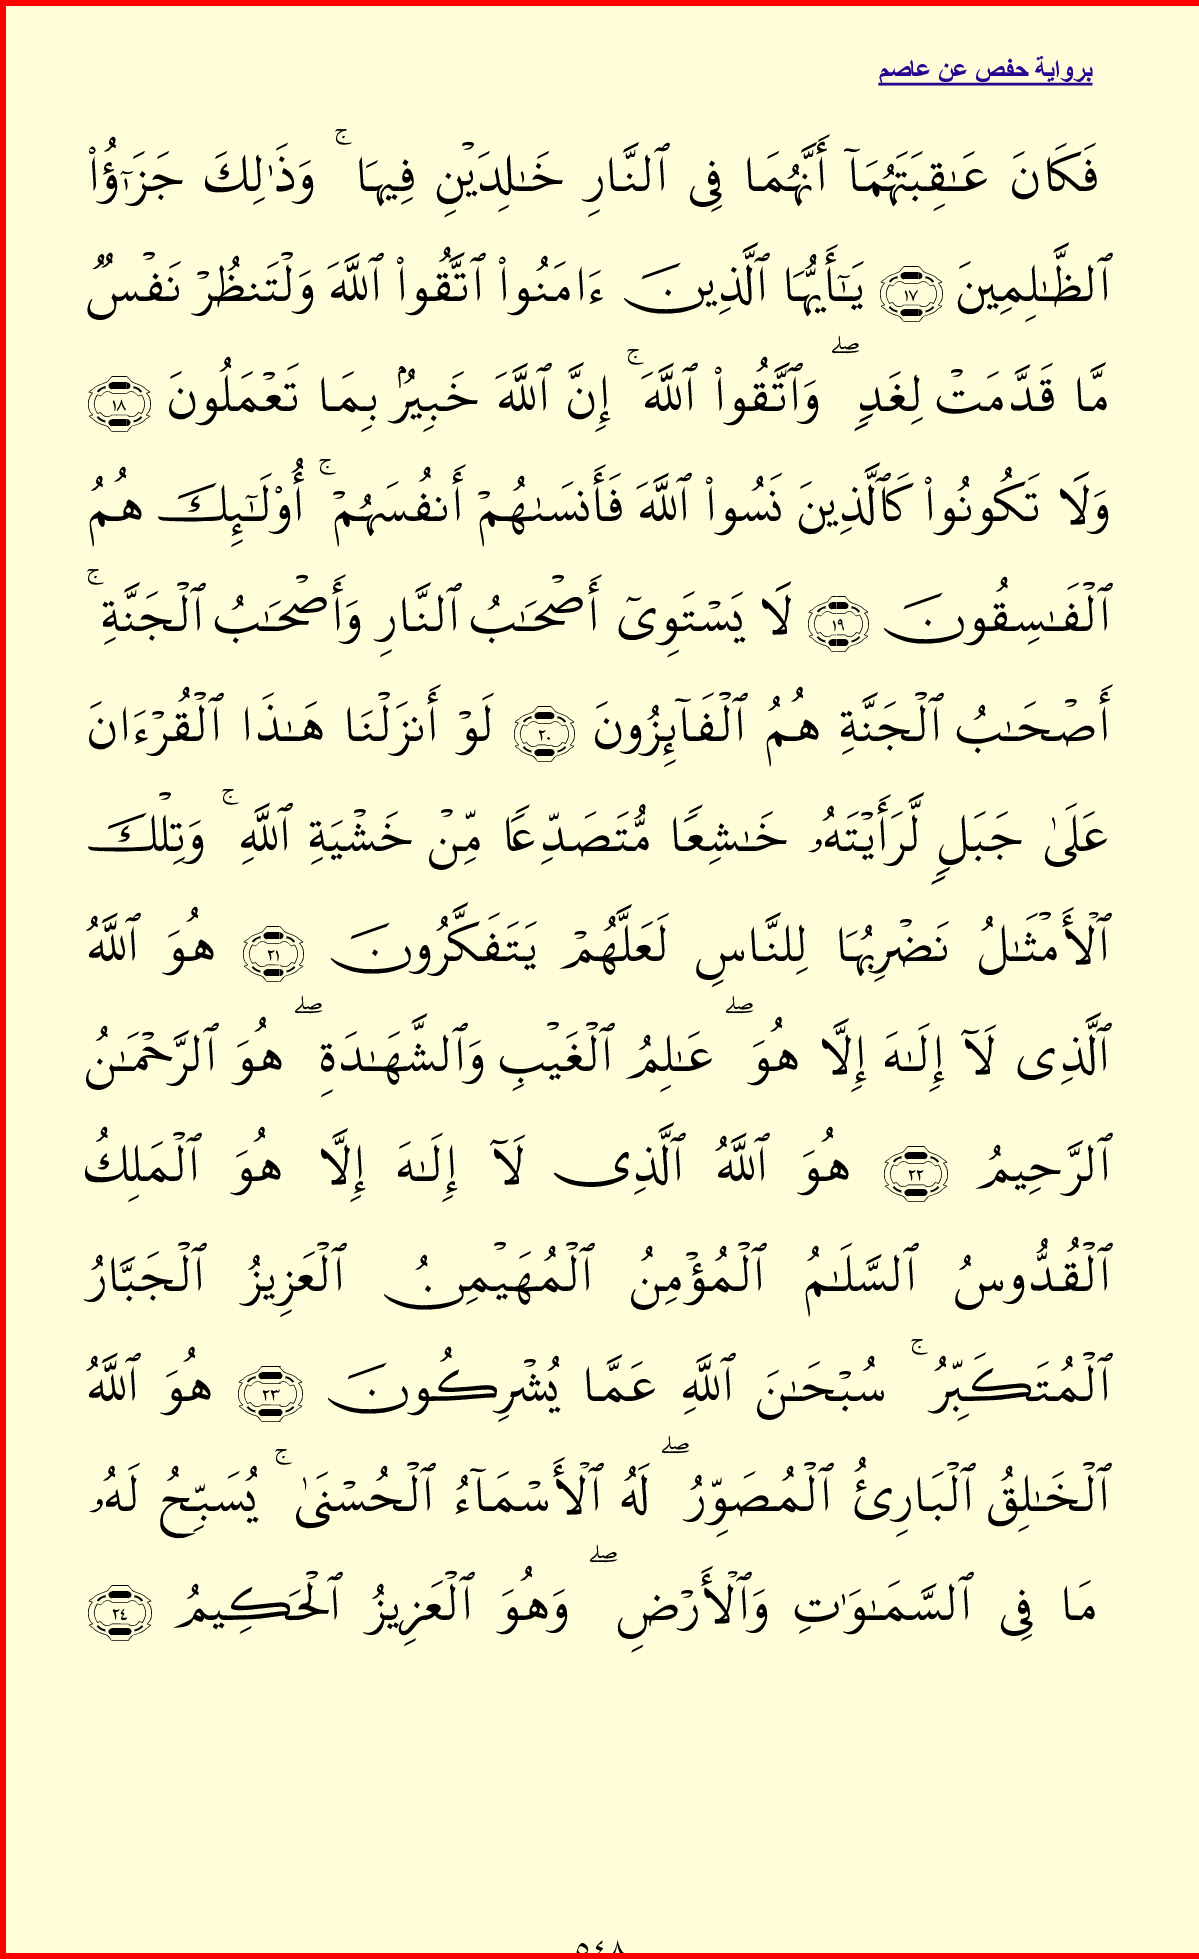 برواية حفص عن عاصم
فَكَانَ عَـٰقِبَتَهُمَآ أَنَّهُمَا فِى ٱلنَّارِ خَـٰلِدَيْنِ فِيهَا ۚ وَذَٰلِكَ جَزَٰٓؤُا۟
ٱلظَّـٰلِمِينَ ١٧ يَـٰٓأَيُّهَا ٱلَّذِينَ ءَامَنُوا۟ ٱتَّقُوا۟ ٱللَّهَ وَلْتَنظُرْ نَفْسٌ
مَّا قَدَّمَتْ لِغَدٍ ۖ وَٱتَّقُوا۟ ٱللَّهَ ۚ إِنَّ ٱللَّهَ خَبِيرٌۢ بِمَا تَعْمَلُونَ ١٨
وَلَا تَكُونُوا۟ كَٱلَّذِينَ نَسُوا۟ ٱللَّهَ فَأَنسَىٰهُمْ أَنفُسَهُمْ ۚ أُو۟لَـٰٓئِكَ هُمُ
ٱلْفَـٰسِقُونَ ١٩ لَا يَسْتَوِىٓ أَصْحَـٰبُ ٱلنَّارِ وَأَصْحَـٰبُ ٱلْجَنَّةِ ۚ
أَصْحَـٰبُ ٱلْجَنَّةِ هُمُ ٱلْفَآئِزُونَ ٢٠ لَوْ أَنزَلْنَا هَـٰذَا ٱلْقُرْءَانَ
عَلَىٰ جَبَلٍ لَّرَأَيْتَهُۥ خَـٰشِعًا مُّتَصَدِّعًا مِّنْ خَشْيَةِ ٱللَّهِ ۚ وَتِلْكَ
ٱلْأَمْثَـٰلُ نَضْرِبُهَا لِلنَّاسِ لَعَلَّهُمْ يَتَفَكَّرُونَ ٢١ هُوَ ٱللَّهُ
ٱلَّذِى لَآ إِلَـٰهَ إِلَّا هُوَ ۖ عَـٰلِمُ ٱلْغَيْبِ وَٱلشَّهَـٰدَةِ ۖ هُوَ ٱلرَّحْمَـٰنُ
ٱلرَّحِيمُ ٢٢ هُوَ ٱللَّهُ ٱلَّذِى لَآ إِلَـٰهَ إِلَّا هُوَ ٱلْمَلِكُ
ٱلْقُدُّوسُ ٱلسَّلَـٰمُ ٱلْمُؤْمِنُ ٱلْمُهَيْمِنُ ٱلْعَزِيزُ ٱلْجَبَّارُ
ٱلْمُتَكَبِّرُ ۚ سُبْحَـٰنَ ٱللَّهِ عَمَّا يُشْرِكُونَ ٢٣ هُوَ ٱللَّهُ
ٱلْخَـٰلِقُ ٱلْبَارِئُ ٱلْمُصَوِّرُ ۖ لَهُ ٱلْأَسْمَآءُ ٱلْحُسْنَىٰ ۚ يُسَبِّحُ لَهُۥ
مَا فِى ٱلسَّمَـٰوَٰتِ وَٱلْأَرْضِ ۖ وَهُوَ ٱلْعَزِيزُ ٱلْحَكِيمُ ٢٤
٥٤٨